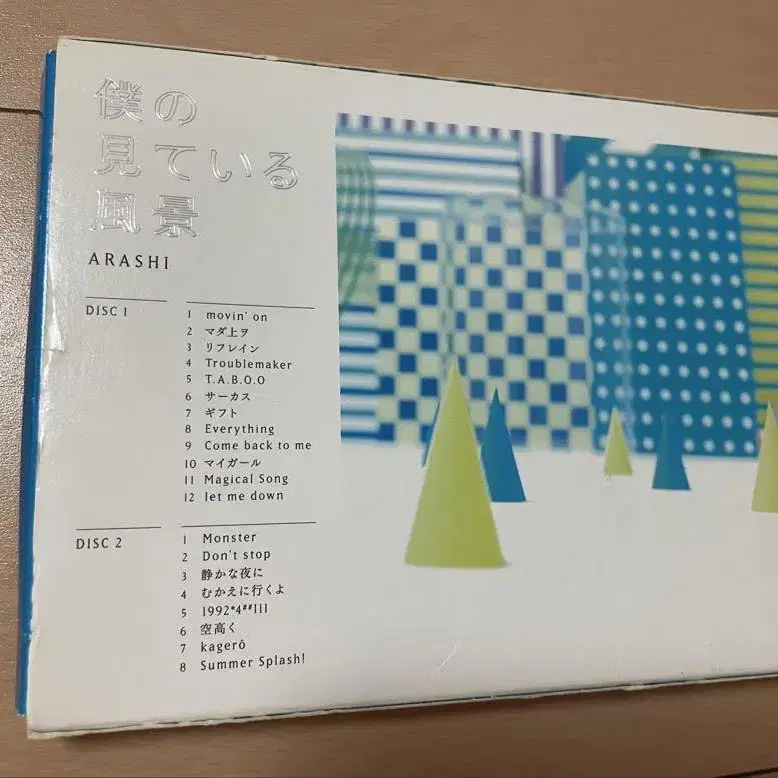 僕の
見ている
風景
ARASHI
DISC 1
1 movin' on
2 マダ上ヲ
3 リフレイン
4 Troublemaker
5 T.A.B.O.O
6 サーカス
7 ギフト
8 Everything
9 Come back to me
10 マイガール
11 Magical Song
12 let me down
DISC 2
1 Monster
2 Don't stop
3 静かな夜に
4 むかえに行くよ
5 1992*4##111
6 空高く
7 kagerô
8 Summer Splash!